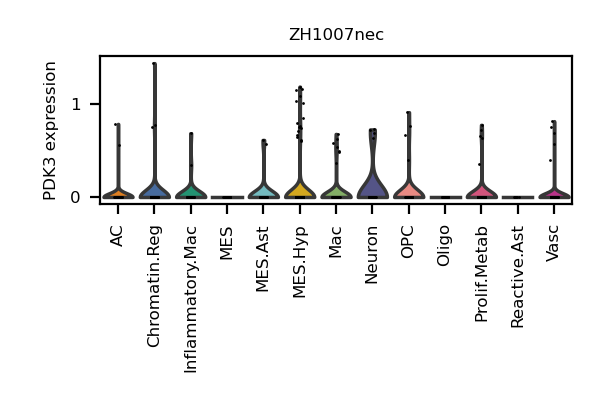 ZH1007nec
PDK3 expression
1
0
AC
Chromatin.Reg
Inflammatory.Mac
MES
MES.Ast
MES.Hyp
Mac
Neuron
OPC
Oligo
Prolif.Metab
Reactive.Ast
Vasc